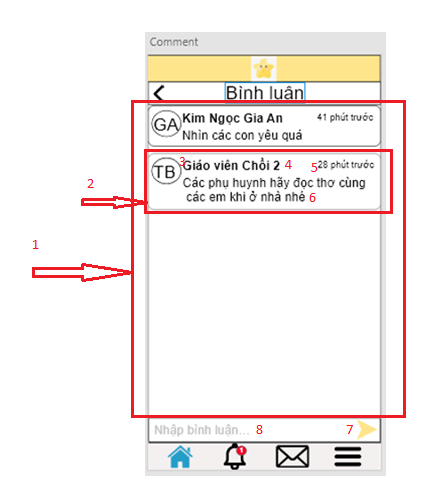 Comment
Bình luận
GA
Kim Ngọc Gia An
41 phút trước
Nhìn các con yêu quá
1
2
TB
3
Giáo viên Chồi 2
4
5
28 phút trước
Các phụ huynh hãy đọc thơ cùng
các em khi ở nhà nhé
6
Nhập bình luận...
8
7
1